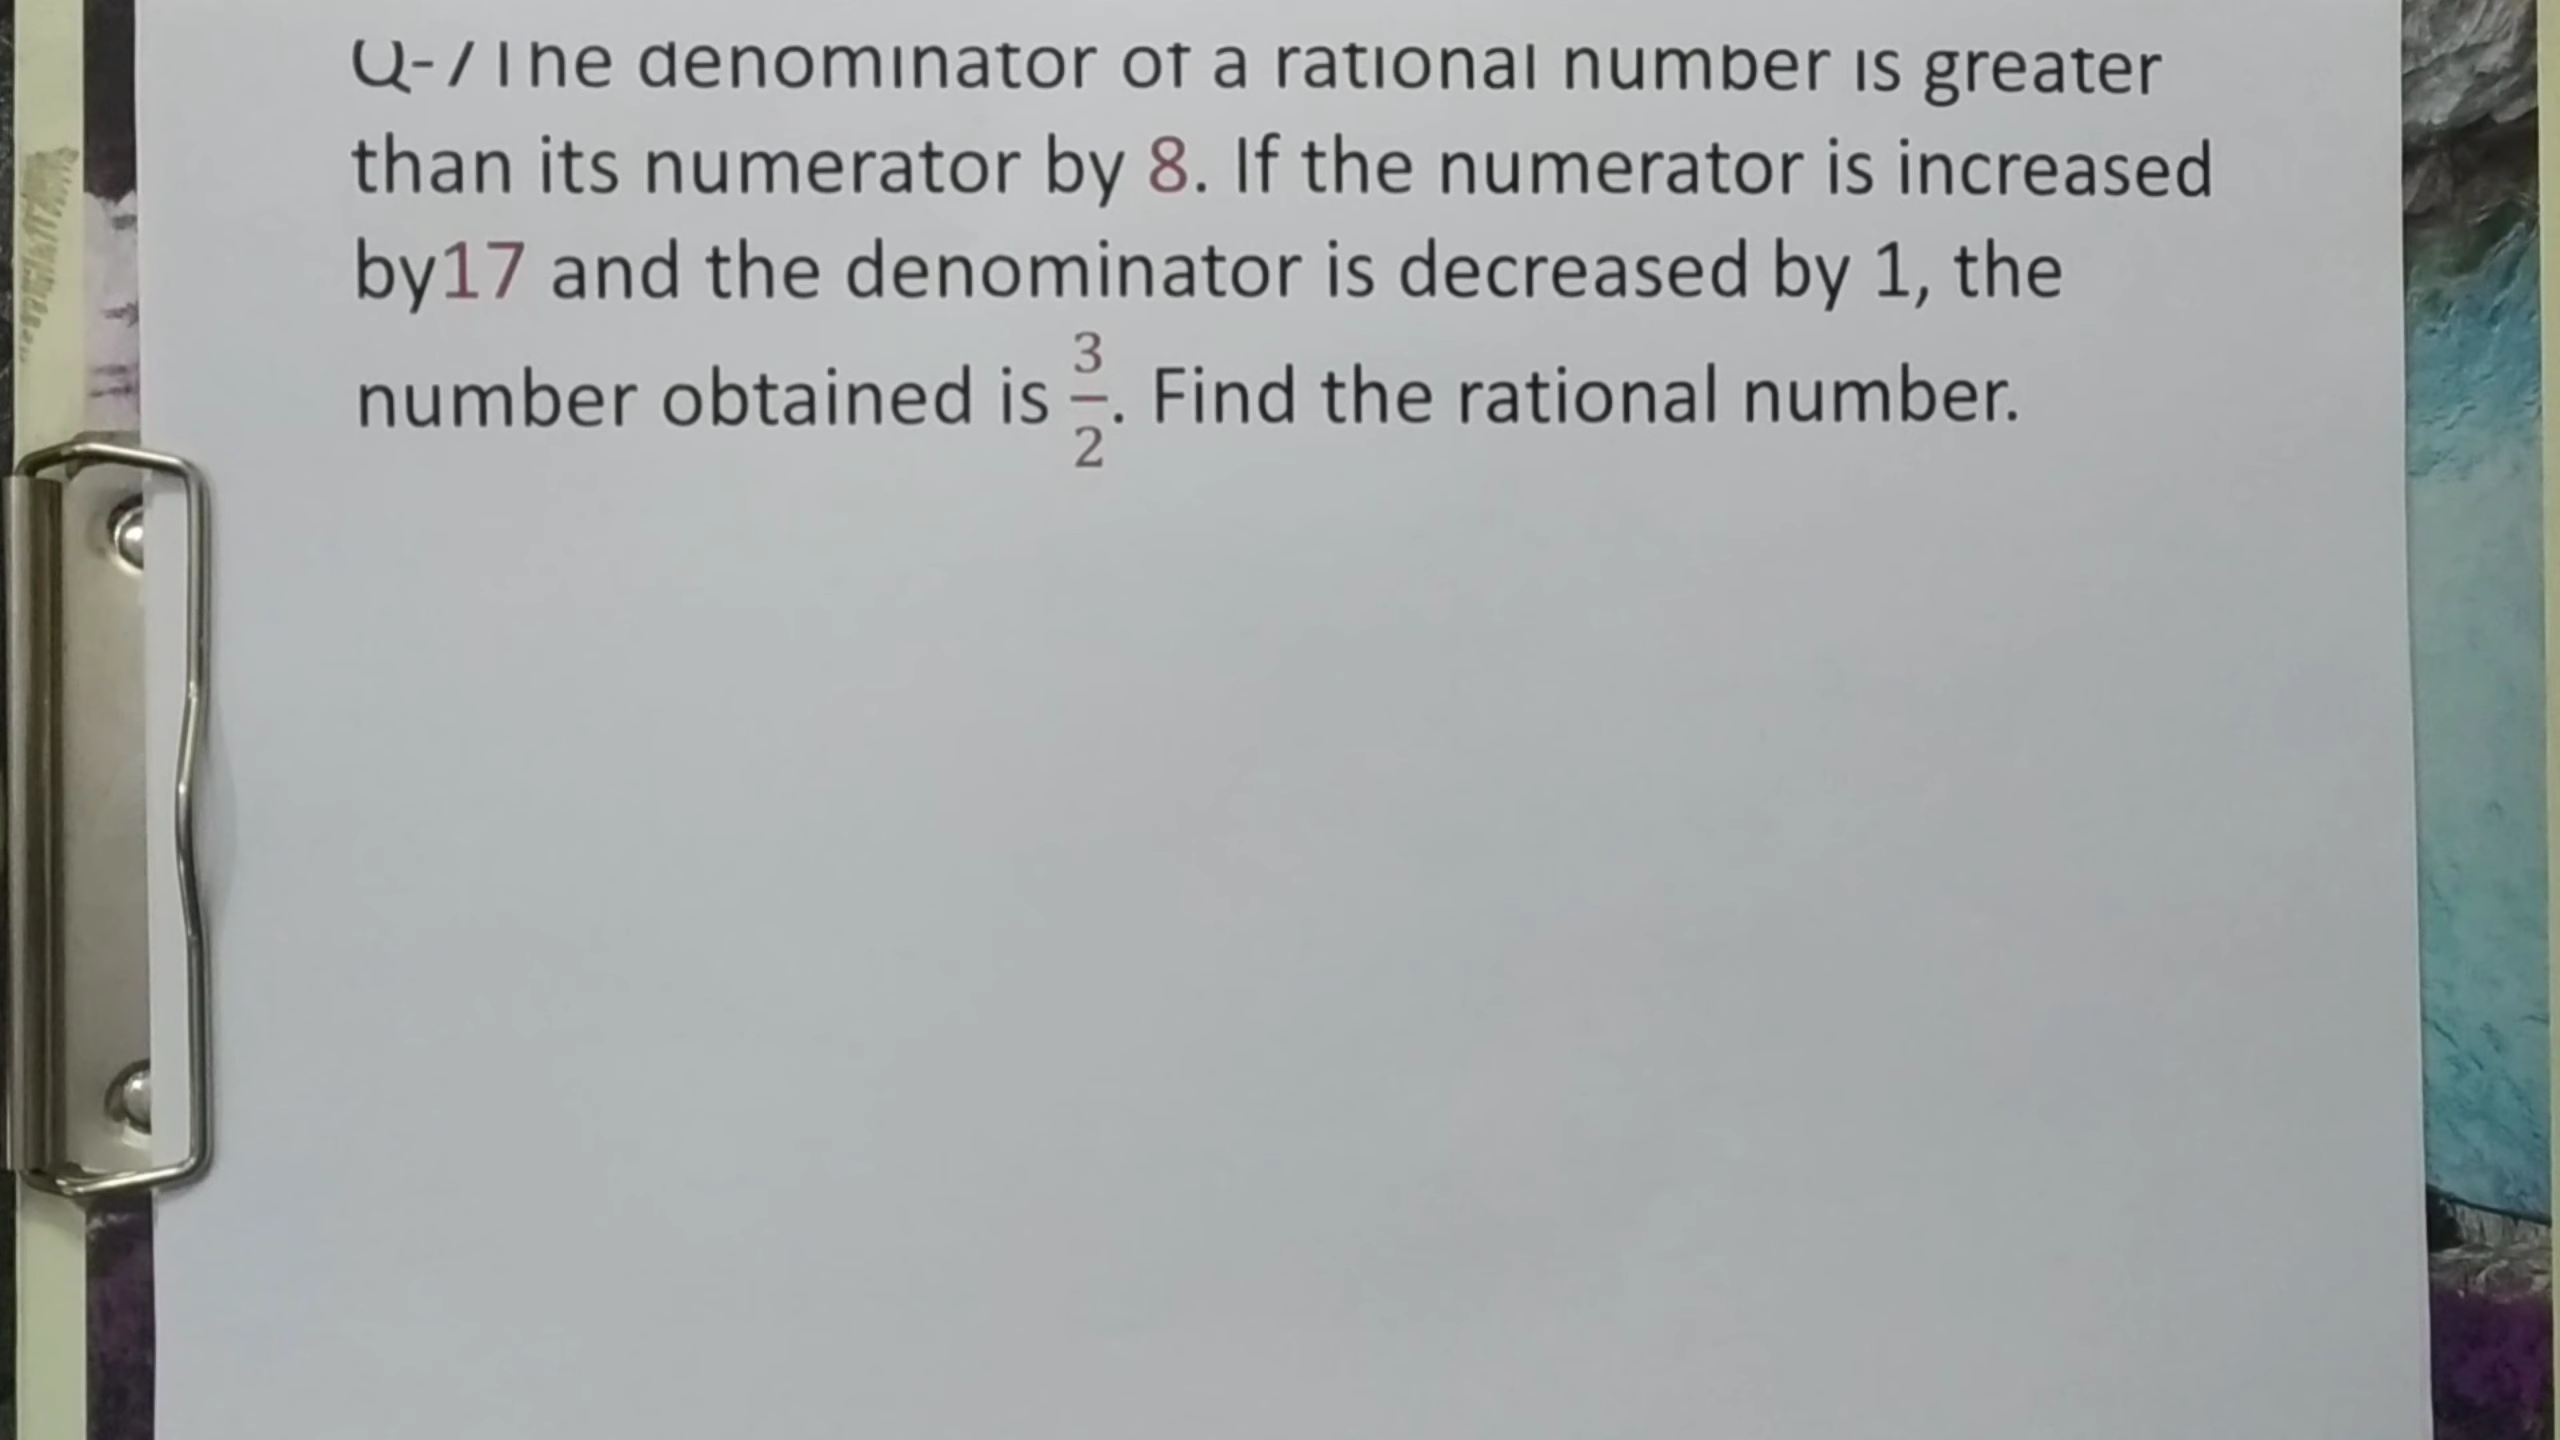 Q-7 The denominator of a rational number is greater
than its numerator by 8. If the numerator is increased
by17 and the denominator is decreased by 1, the
number obtained is 3/2. Find the rational number.